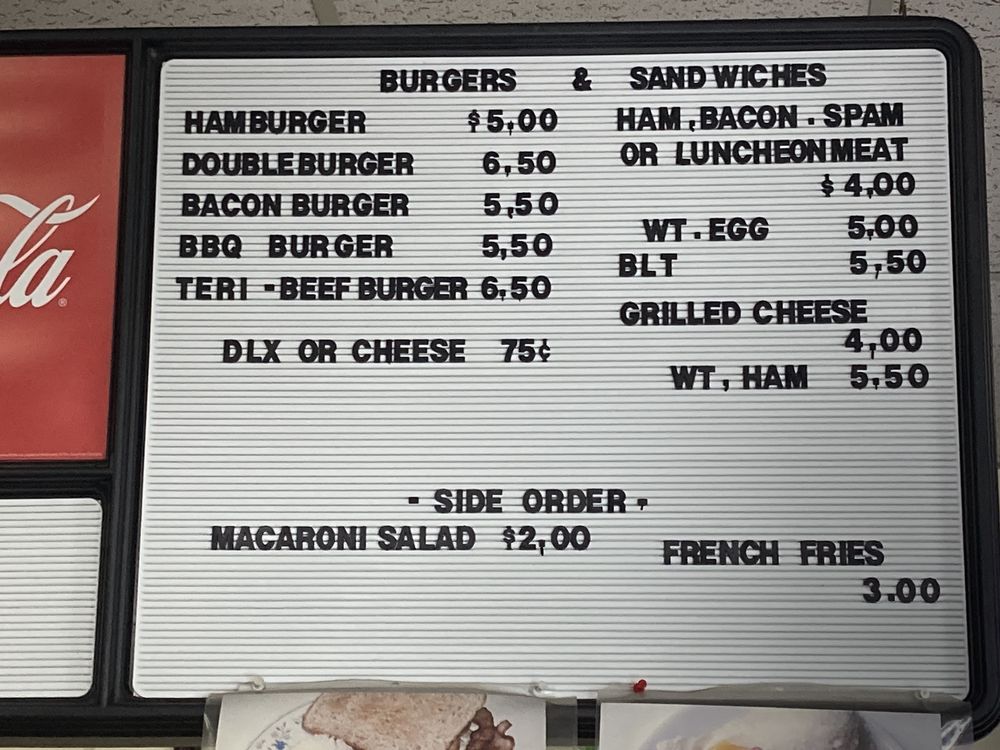 la®
BURGERS & SANDWICHES
HAMBURGER $5,00
DOUBLEBURGER 6,50
BACON BURGER 5,50
BBQ BURGER 5,50
TERI -BEEF BURGER 6,50
DLX OR CHEESE 75¢
HAM,BACON.SPAM
OR LUNCHEONMEAT
$4,00
WT.EGG 5,00
BLT 5,50
GRILLED CHEESE
4,00
WT, HAM 5,50
- SIDE ORDER -
MACARONI SALAD $2,00
FRENCH FRIES
3.00